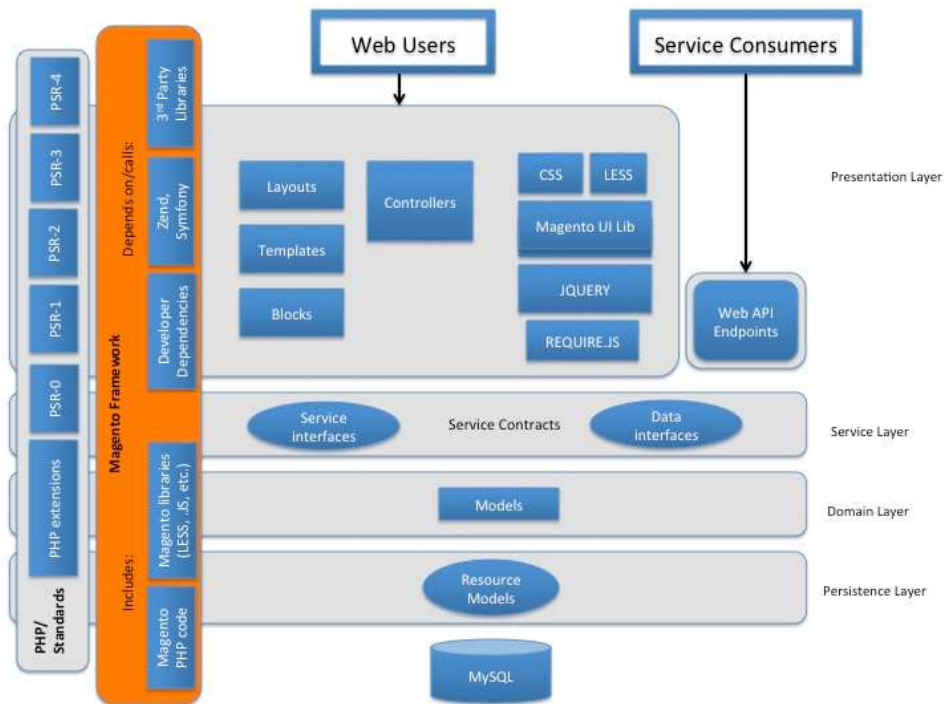 Web Users
Service Consumers
PSR-4
PSR-3
PSR-2
PSR-1
PSR-0
PHP extensions
PHP/
Standards
Magento Framework
Depends on/calls:
3rd Party
Libraries
Zend,
Symfony
Developer
Dependencies
Includes:
Magento libraries
(LESS, .JS, etc.)
Magento
PHP code
Layouts
Templates
Blocks
Controllers
CSS
LESS
Magento UI Lib
JQUERY
REQUIRE.JS
Web API
Endpoints
Presentation Layer
Service
interfaces
Service Contracts
Data
interfaces
Service Layer
Models
Domain Layer
Resource
Models
Persistence Layer
MySQL